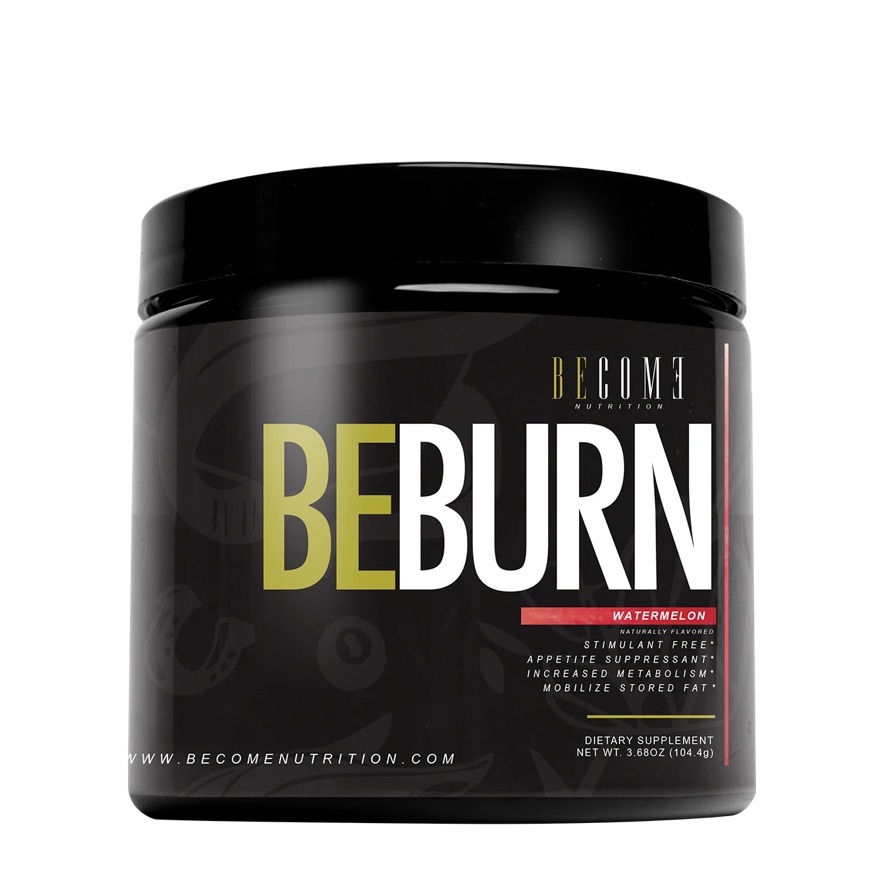 BECOME
NUTRITION
BEBURN
WATERMELON
NATURALLY FLAVORED
STIMULANT FREE*
APPETITE SUPPRESSANT*
INCREASED METABOLISM*
MOBILIZE STORED FAT*
DIETARY SUPPLEMENT
NET WT. 3.68OZ (104.4g)
WWW.BECOMENUTRITION.COM